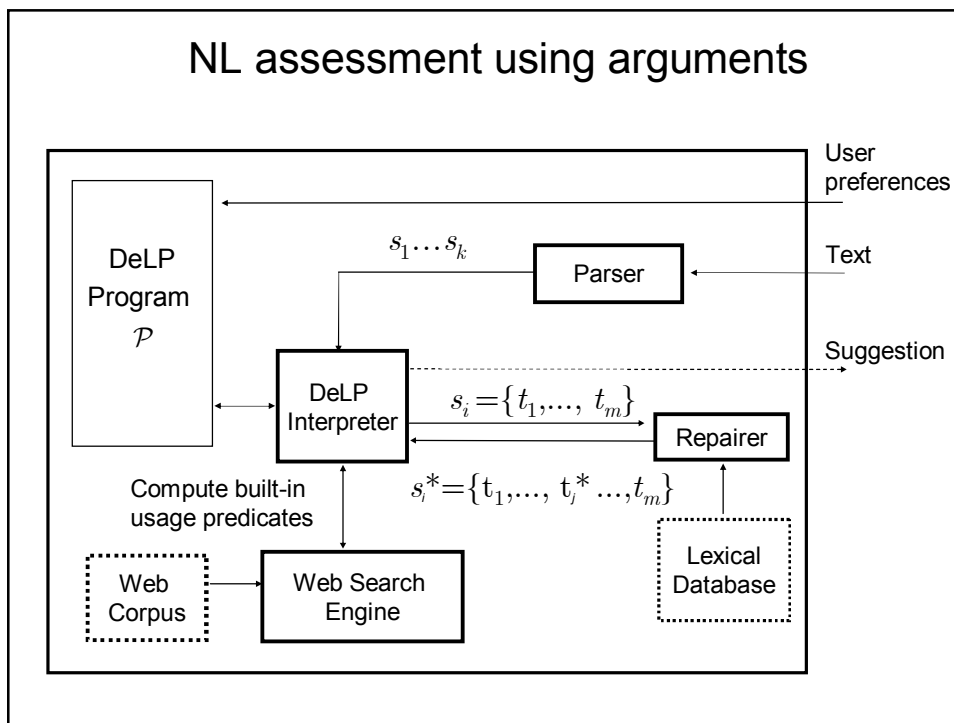 NL assessment using arguments
User
preferences
s₁…sₖ
Text
Parser
DeLP
Program
𝒫
Suggestion
DeLP
Interpreter
sᵢ={t₁,..., tₘ}
Repairer
sᵢ*={t₁,..., tⱼ* ...,tₘ}
Compute built-in
usage predicates
Lexical
Database
Web
Corpus
Web Search
Engine